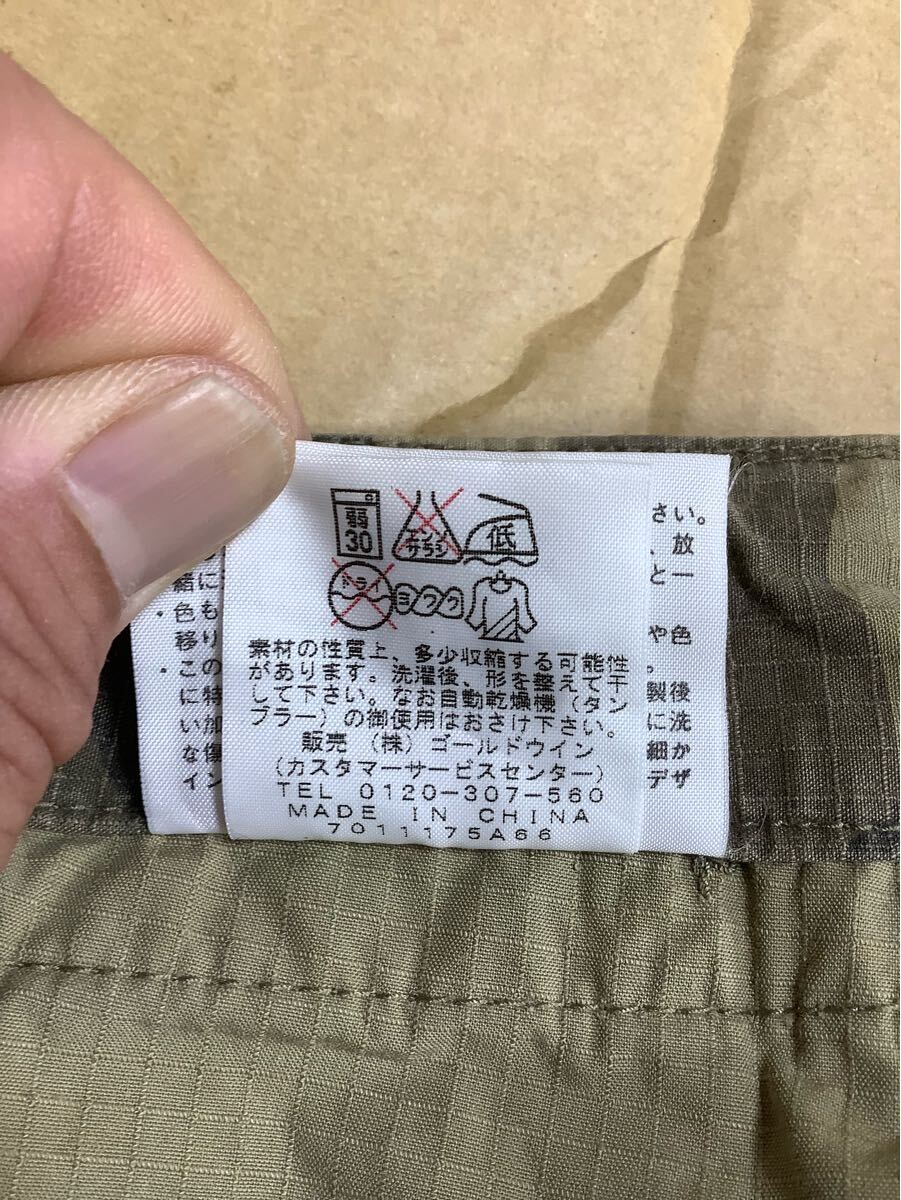 弱
30
エンソ
サラシ
低
ドライ
ヨワク
素材の性質上、多少収縮する可能性
があります。洗濯後、形を整えて干
して下さい。なお自動乾燥機（タン
ブラー）の御使用はおさけ下さい。
販売　（株）ゴールドウイン
（カスタマーサービスセンター）
TEL 0120-307-560
MADE IN CHINA
7011175A66
さい。
、放
緒に
と一
・色も
移り
や色
・この
。
に特
製後
い加
に洗
な傷
細か
イン
デザ